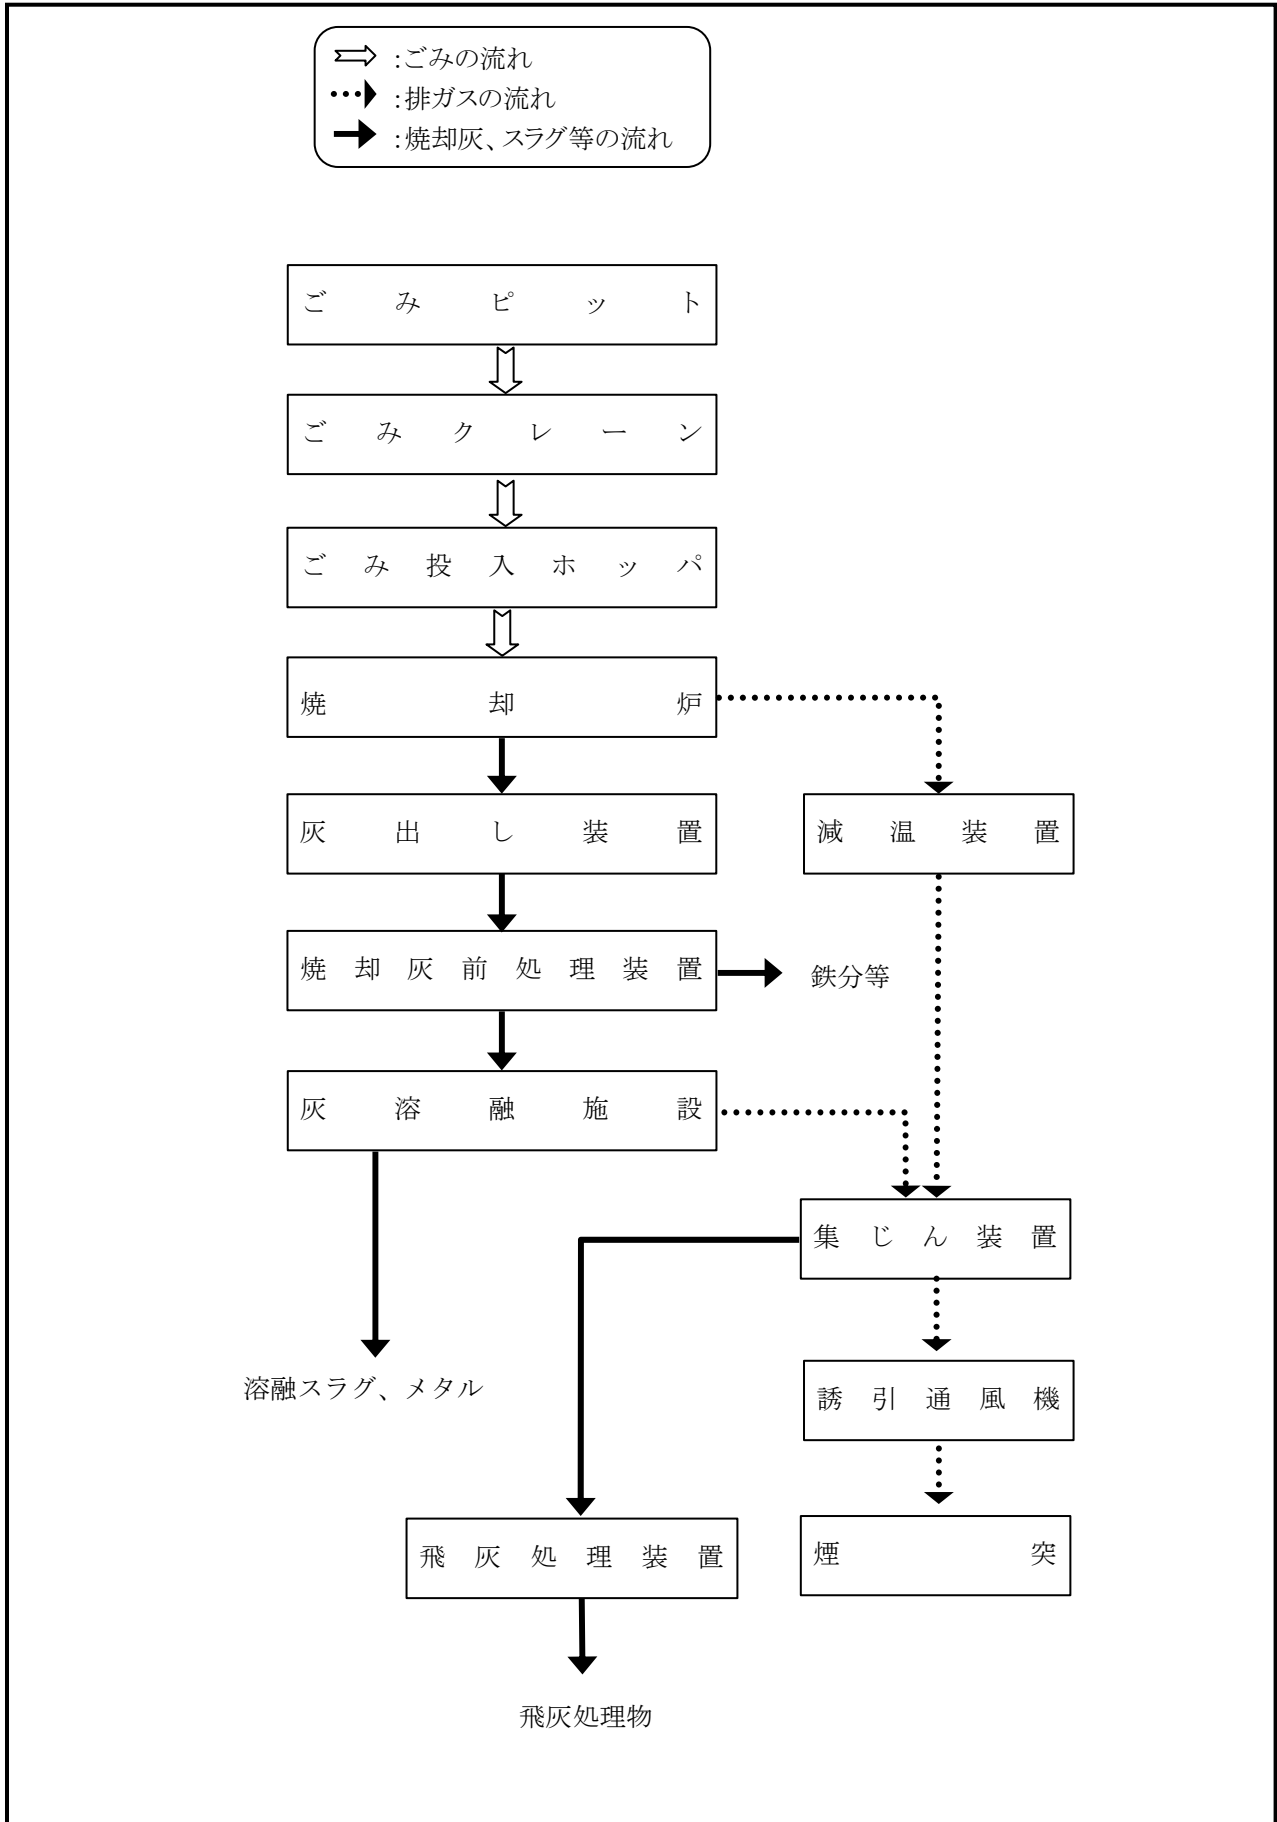 :ごみの流れ
:排ガスの流れ
:焼却灰、スラグ等の流れ
ごみピット
ごみクレーン
ごみ投入ホッパ
焼却炉
灰出し装置
減温装置
焼却灰前処理装置
鉄分等
灰溶融施設
集じん装置
溶融スラグ、メタル
誘引通風機
飛灰処理装置
煙突
飛灰処理物